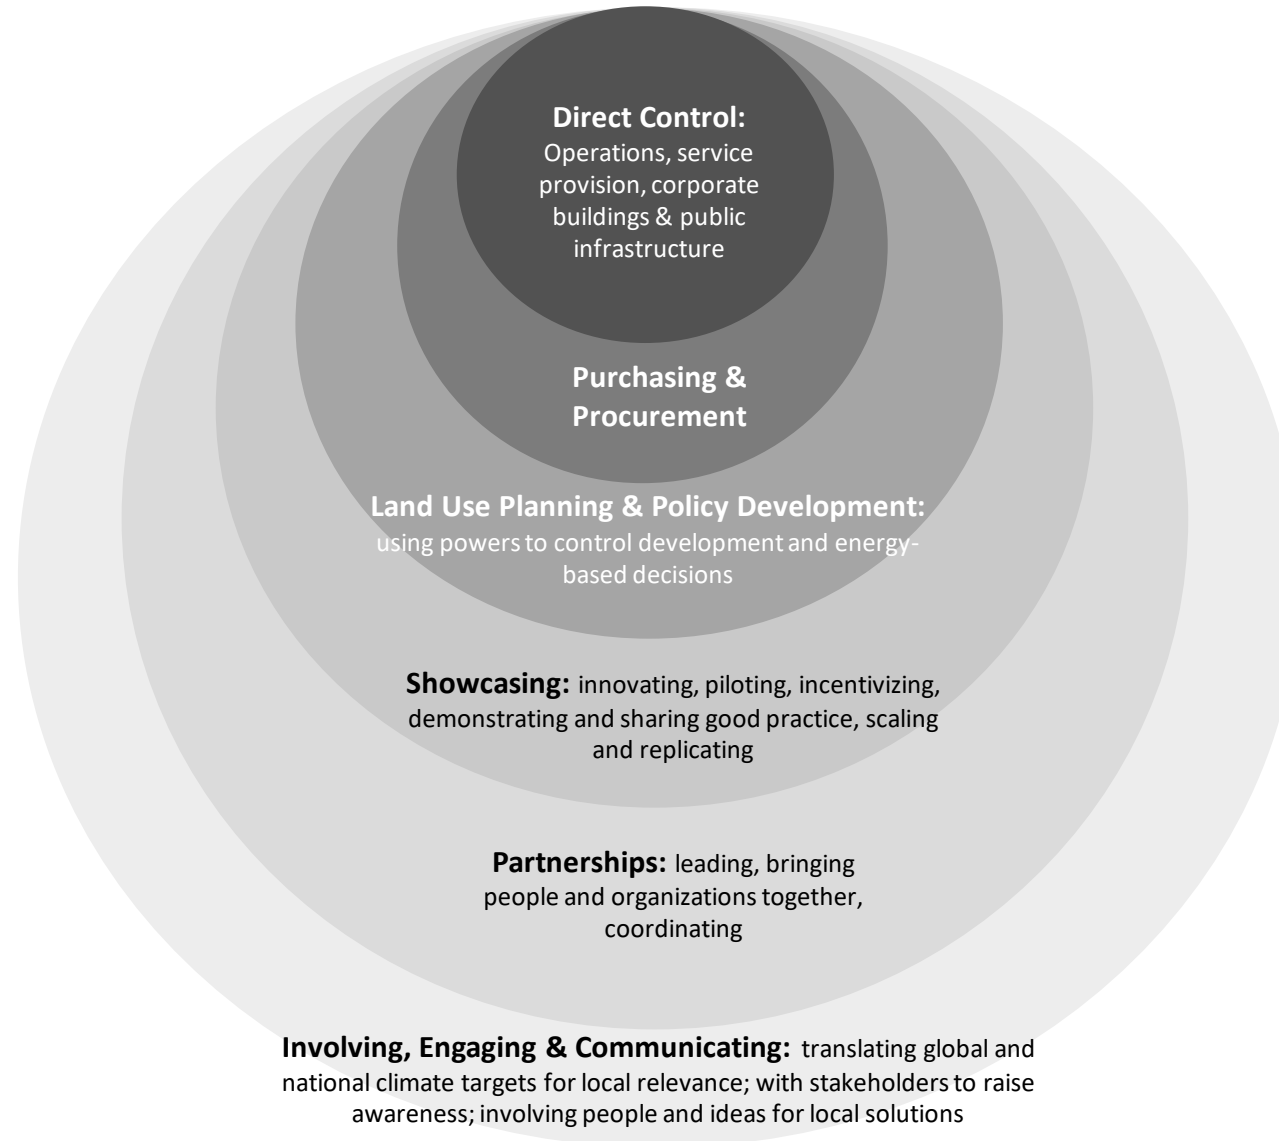 Direct Control:
Operations, service
provision, corporate
buildings & public
infrastructure
Purchasing &
Procurement
Land Use Planning & Policy Development:
using powers to control development and energy-
based decisions
Showcasing: innovating, piloting, incentivizing,
demonstrating and sharing good practice, scaling
and replicating
Partnerships: leading, bringing
people and organizations together,
coordinating
Involving, Engaging & Communicating: translating global and
national climate targets for local relevance; with stakeholders to raise
awareness; involving people and ideas for local solutions